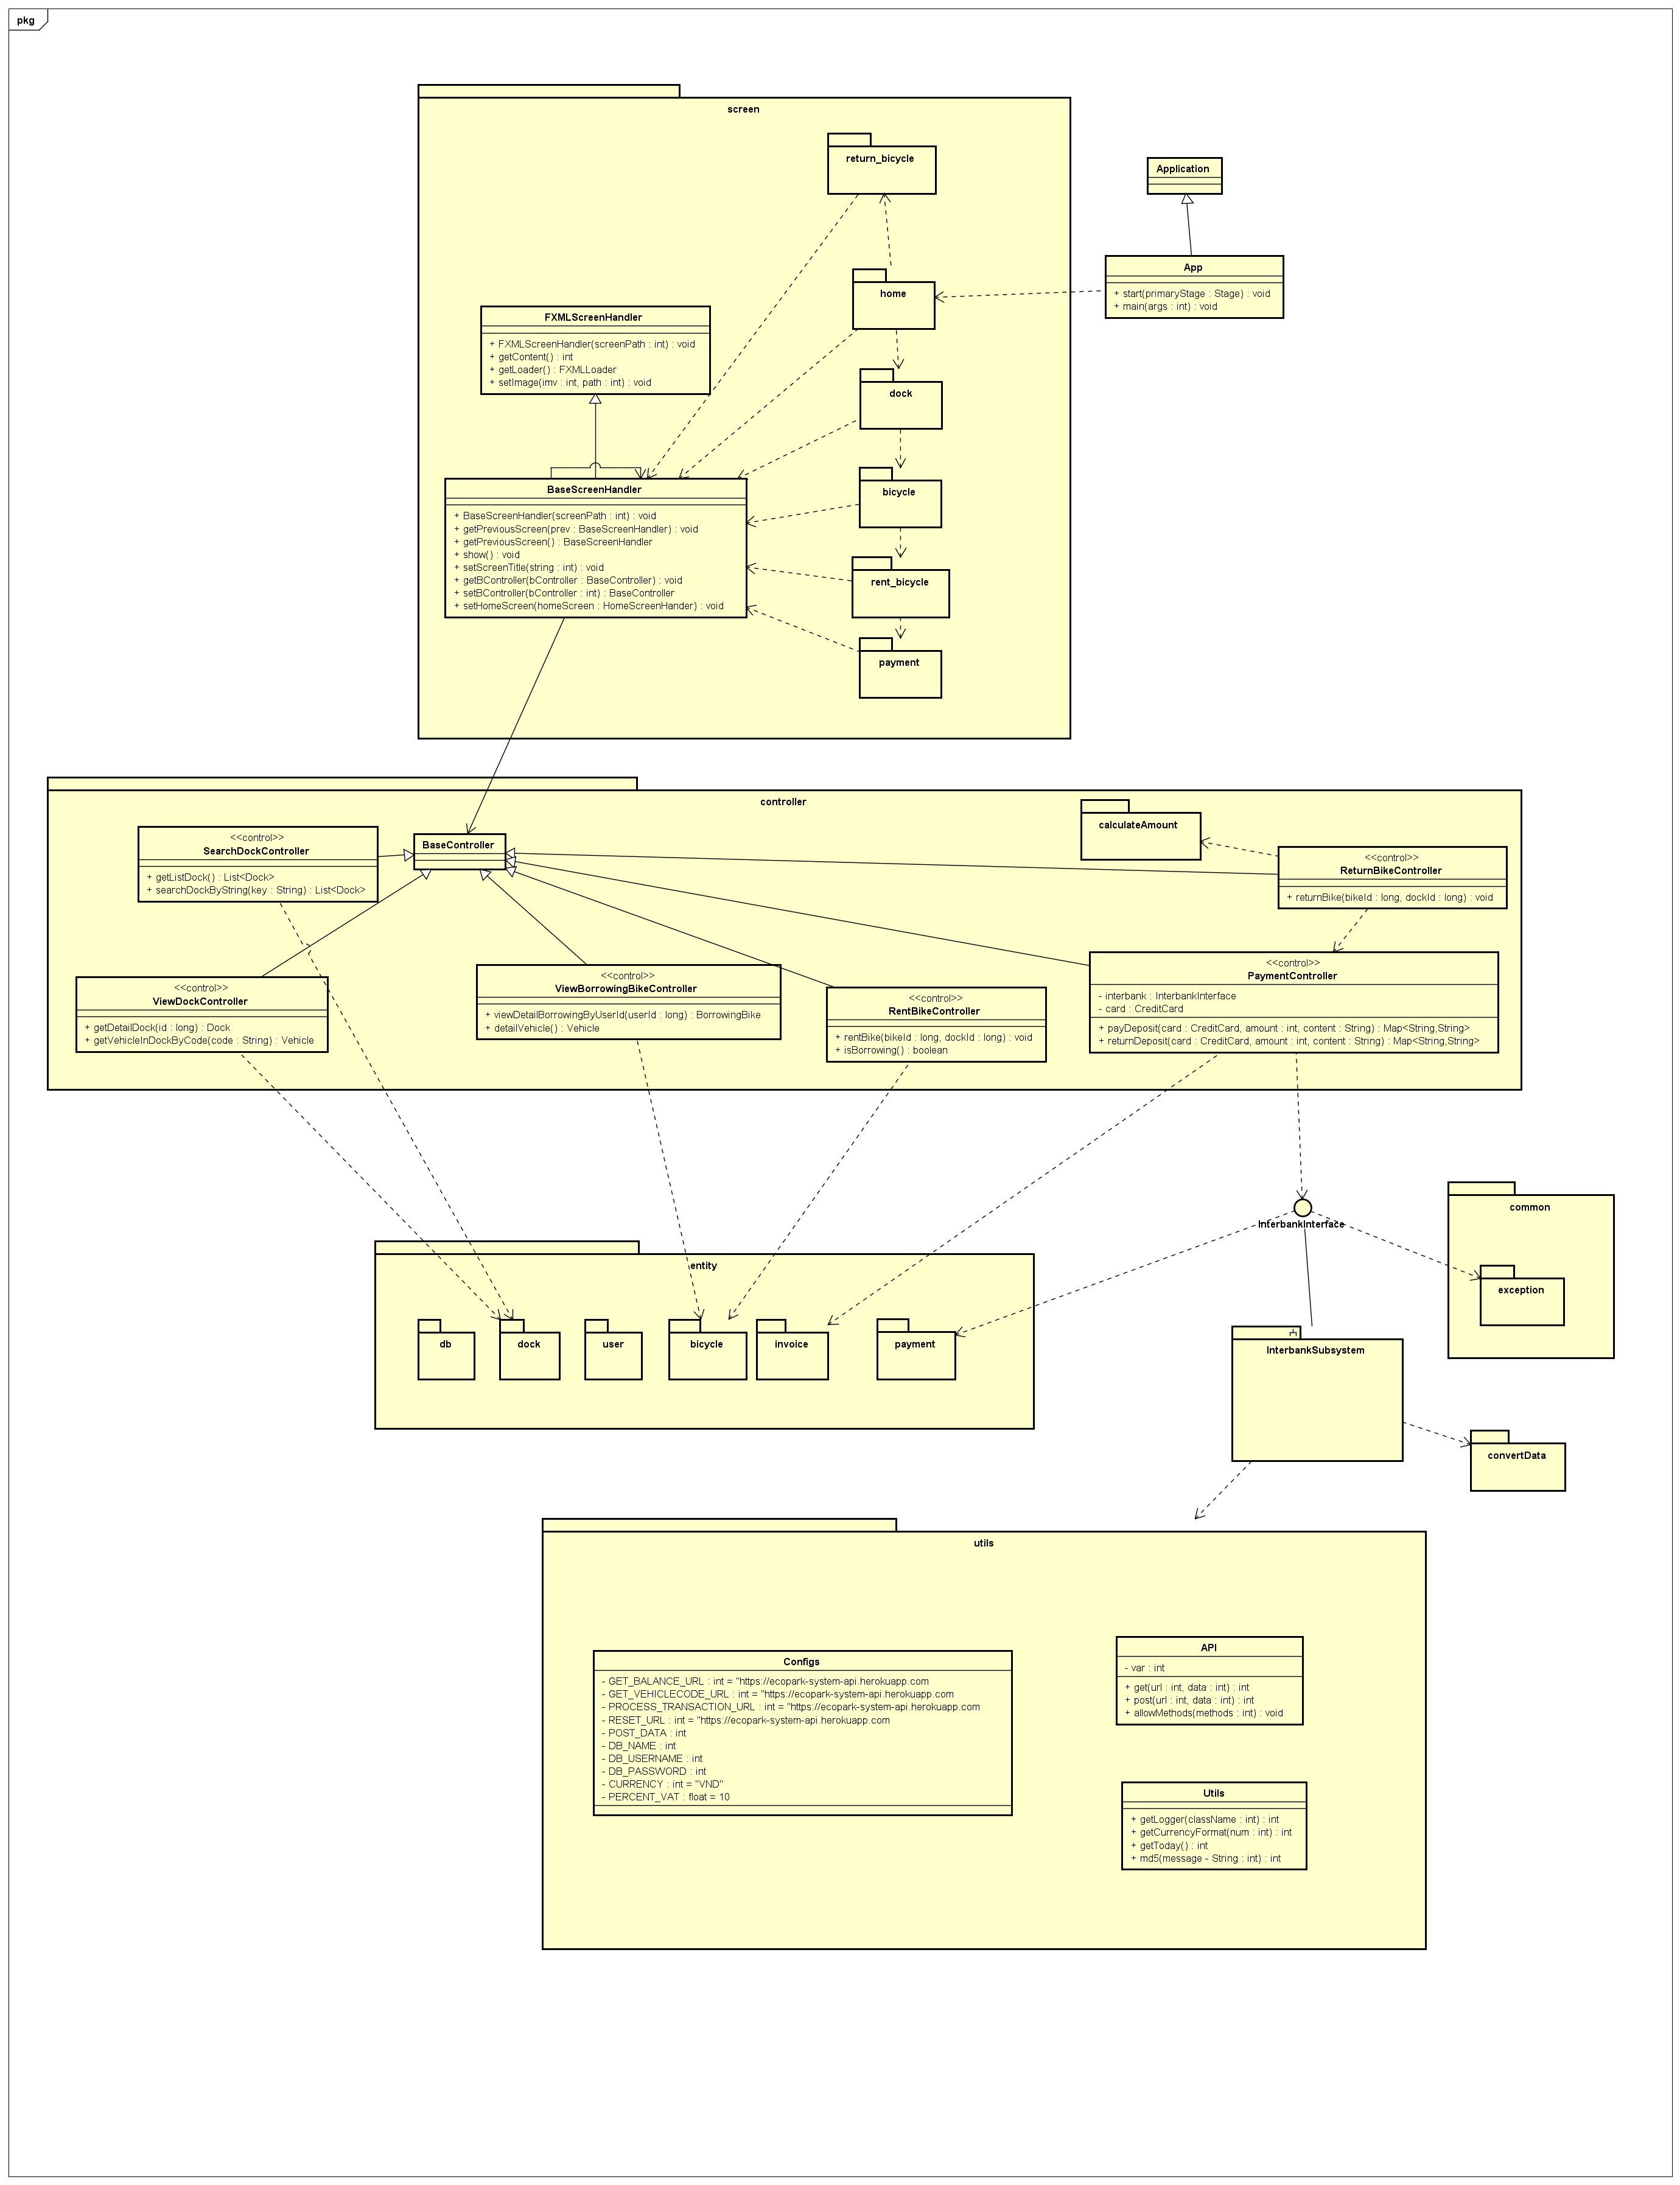 pkg
screen
return_bicycle
Application
App
+ start(primaryStage : Stage) : void
+ main(args : int) : void
home
FXMLScreenHandler
+ FXMLScreenHandler(screenPath : int) : void
+ getContent() : int
+ getLoader() : FXMLLoader
+ setImage(imv : int, path : int) : void
dock
bicycle
BaseScreenHandler
+ BaseScreenHandler(screenPath : int) : void
+ getPreviousScreen(prev : BaseScreenHandler) : void
+ getPreviousScreen() : BaseScreenHandler
+ show() : void
+ setScreenTitle(string : int) : void
+ getBController(bController : BaseController) : void
+ setBController(bController : int) : BaseController
+ setHomeScreen(homeScreen : HomeScreenHander) : void
rent_bicycle
payment
controller
calculateAmount
<<control>>
SearchDockController
+ getListDock() : List<Dock>
+ searchDockByString(key : String) : List<Dock>
BaseController
<<control>>
ReturnBikeController
+ returnBike(bikeId : long, dockId : long) : void
<<control>>
ViewDockController
+ getDetailDock(id : long) : Dock
+ getVehicleInDockByCode(code : String) : Vehicle
<<control>>
ViewBorrowingBikeController
+ viewDetailBorrowingByUserId(userId : long) : BorrowingBike
+ detailVehicle() : Vehicle
<<control>>
RentBikeController
+ rentBike(bikeId : long, dockId : long) : void
+ isBorrowing() : boolean
<<control>>
PaymentController
- interbank : InterbankInterface
- card : CreditCard
+ payDeposit(card : CreditCard, amount : int, content : String) : Map<String,String>
+ returnDeposit(card : CreditCard, amount : int, content : String) : Map<String,String>
InterbankInterface
common
exception
entity
db
dock
user
bicycle
invoice
payment
InterbankSubsystem
convertData
utils
Configs
- GET_BALANCE_URL : int = "https://ecopark-system-api.herokuapp.com
- GET_VEHICLECODE_URL : int = "https://ecopark-system-api.herokuapp.com
- PROCESS_TRANSACTION_URL : int = "https://ecopark-system-api.herokuapp.com
- RESET_URL : int = "https://ecopark-system-api.herokuapp.com
- POST_DATA : int
- DB_NAME : int
- DB_USERNAME : int
- DB_PASSWORD : int
- CURRENCY : int = "VND"
- PERCENT_VAT : float = 10
API
- var : int
+ get(url : int, data : int) : int
+ post(url : int, data : int) : int
+ allowMethods(methods : int) : void
Utils
+ getLogger(className : int) : int
+ getCurrencyFormat(num : int) : int
+ getToday() : int
+ md5(message - String : int) : int